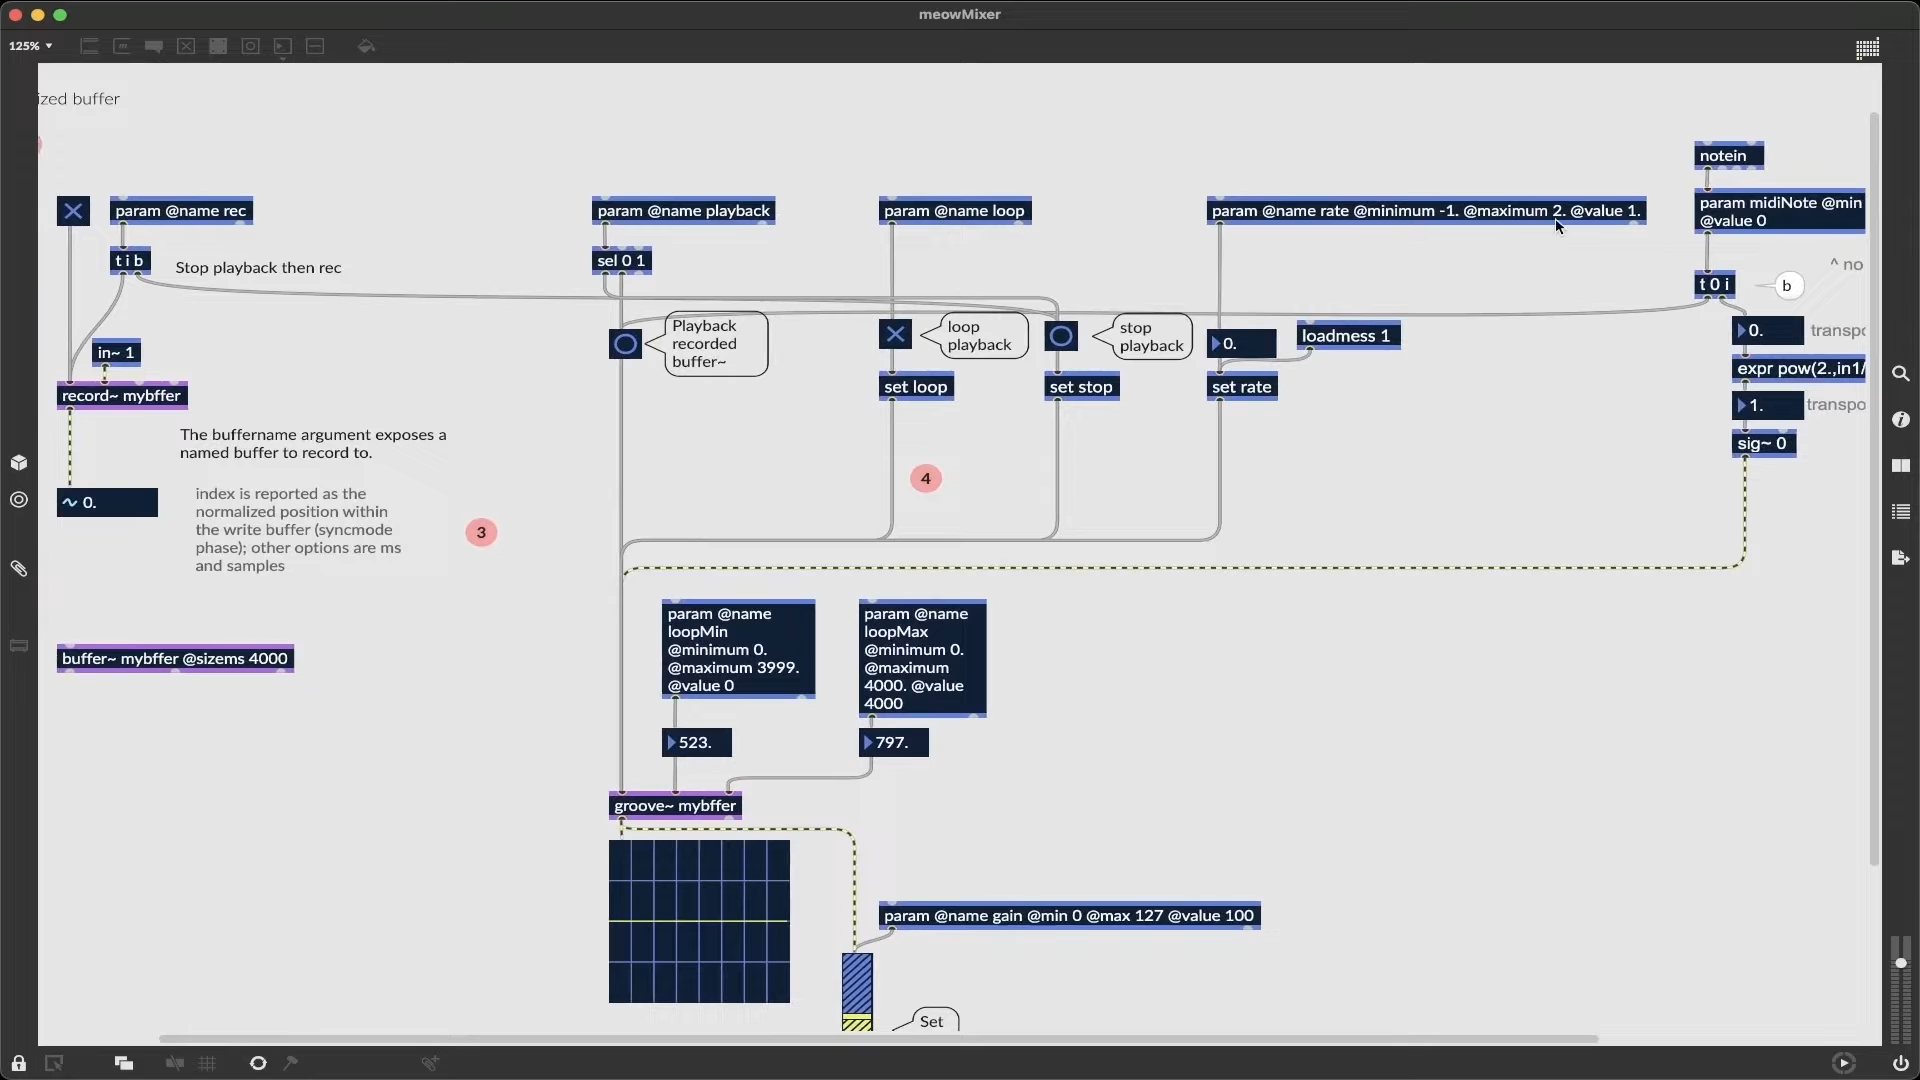 meowMixer
125%
ized buffer
notein
param @name rec
param @name playback
param @name loop
param @name rate @minimum -1. @maximum 2. @value 1.
param midiNote @min
@value 0
t i b
Stop playback then rec
sel 0 1
^ no
t 0 i
b
Playback
recorded
buffer~
loop
playback
stop
playback
0.
loadmess 1
0.
transpo
in~ 1
record~ mybffer
set loop
set stop
set rate
expr pow(2.,in1/
1.
transpo
The buffername argument exposes a
named buffer to record to.
sig~ 0
4
~ 0.
index is reported as the
normalized position within
the write buffer (syncmode
phase); other options are ms
and samples
3
param @name
loopMin
@minimum 0.
@maximum 3999.
@value 0
param @name
loopMax
@minimum 0.
@maximum
4000. @value
4000
buffer~ mybffer @sizems 4000
523.
797.
groove~ mybffer
param @name gain @min 0 @max 127 @value 100
Set